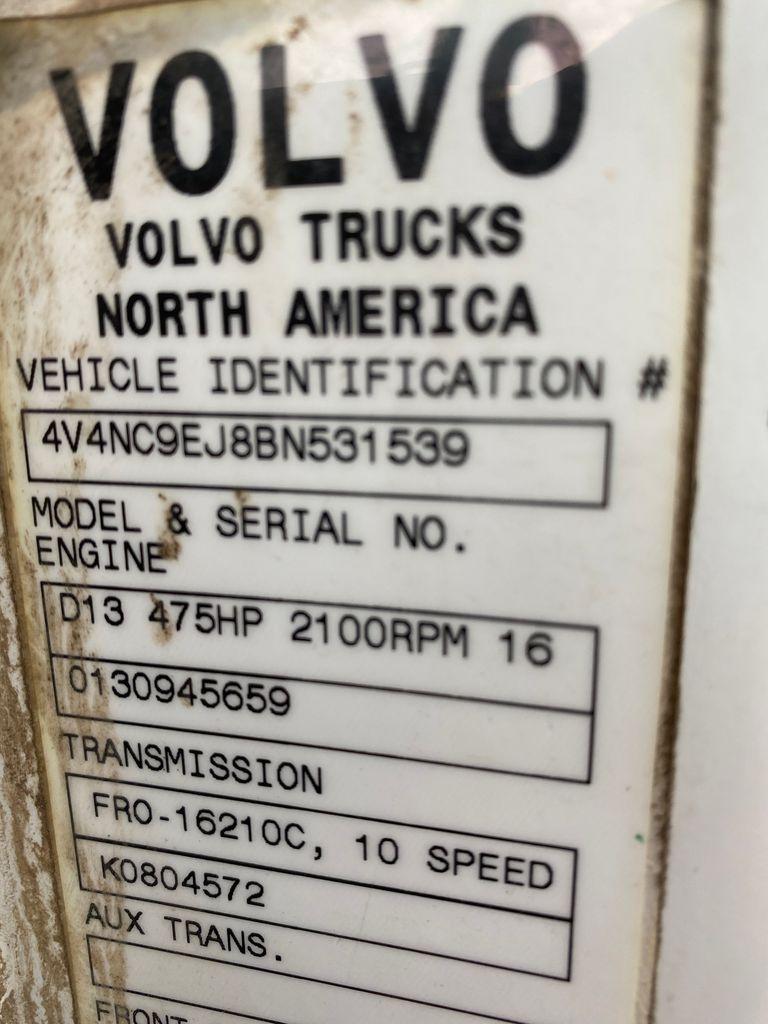 VOLVO
VOLVO TRUCKS
NORTH AMERICA
VEHICLE IDENTIFICATION #
4V4NC9EJ8BN531539
MODEL & SERIAL NO.
ENGINE
D13 475HP 2100RPM 16
0130945659
TRANSMISSION
FRO-16210C, 10 SPEED
K0804572
AUX TRANS.
FRONT